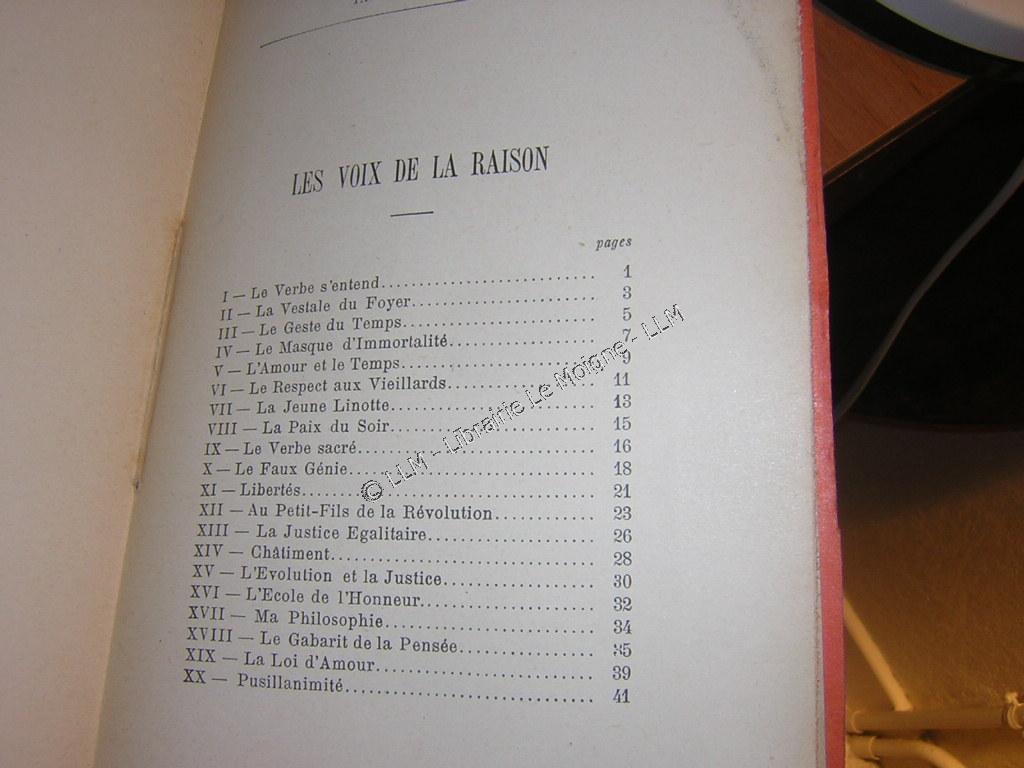 LES VOIX DE LA RAISON
pages
I — Le Verbe s'entend........................ 1
II — La Vestale du Foyer........................ 3
III — Le Geste du Temps........................ 5
IV — Le Masque d'Immortalité........................ 7
V — L'Amour et le Temps........................ 9
VI — Le Respect aux Vieillards........................ 11
VII — La Jeune Linotte........................ 13
VIII — La Paix du Soir........................ 15
IX — Le Verbe sacré........................ 16
X — Le Faux Génie........................ 18
XI — Libertés........................ 21
XII — Au Petit-Fils de la Révolution............ 23
XIII — La Justice Egalitaire........................ 26
XIV — Châtiment........................ 28
XV — L'Evolution et la Justice........................ 30
XVI — L'Ecole de l'Honneur........................ 32
XVII — Ma Philosophie........................ 34
XVIII — Le Gabarit de la Pensée........................ 35
XIX — La Loi d'Amour........................ 39
XX — Pusillanimité........................ 41
© LLM - Librairie Le Moigne - LLM